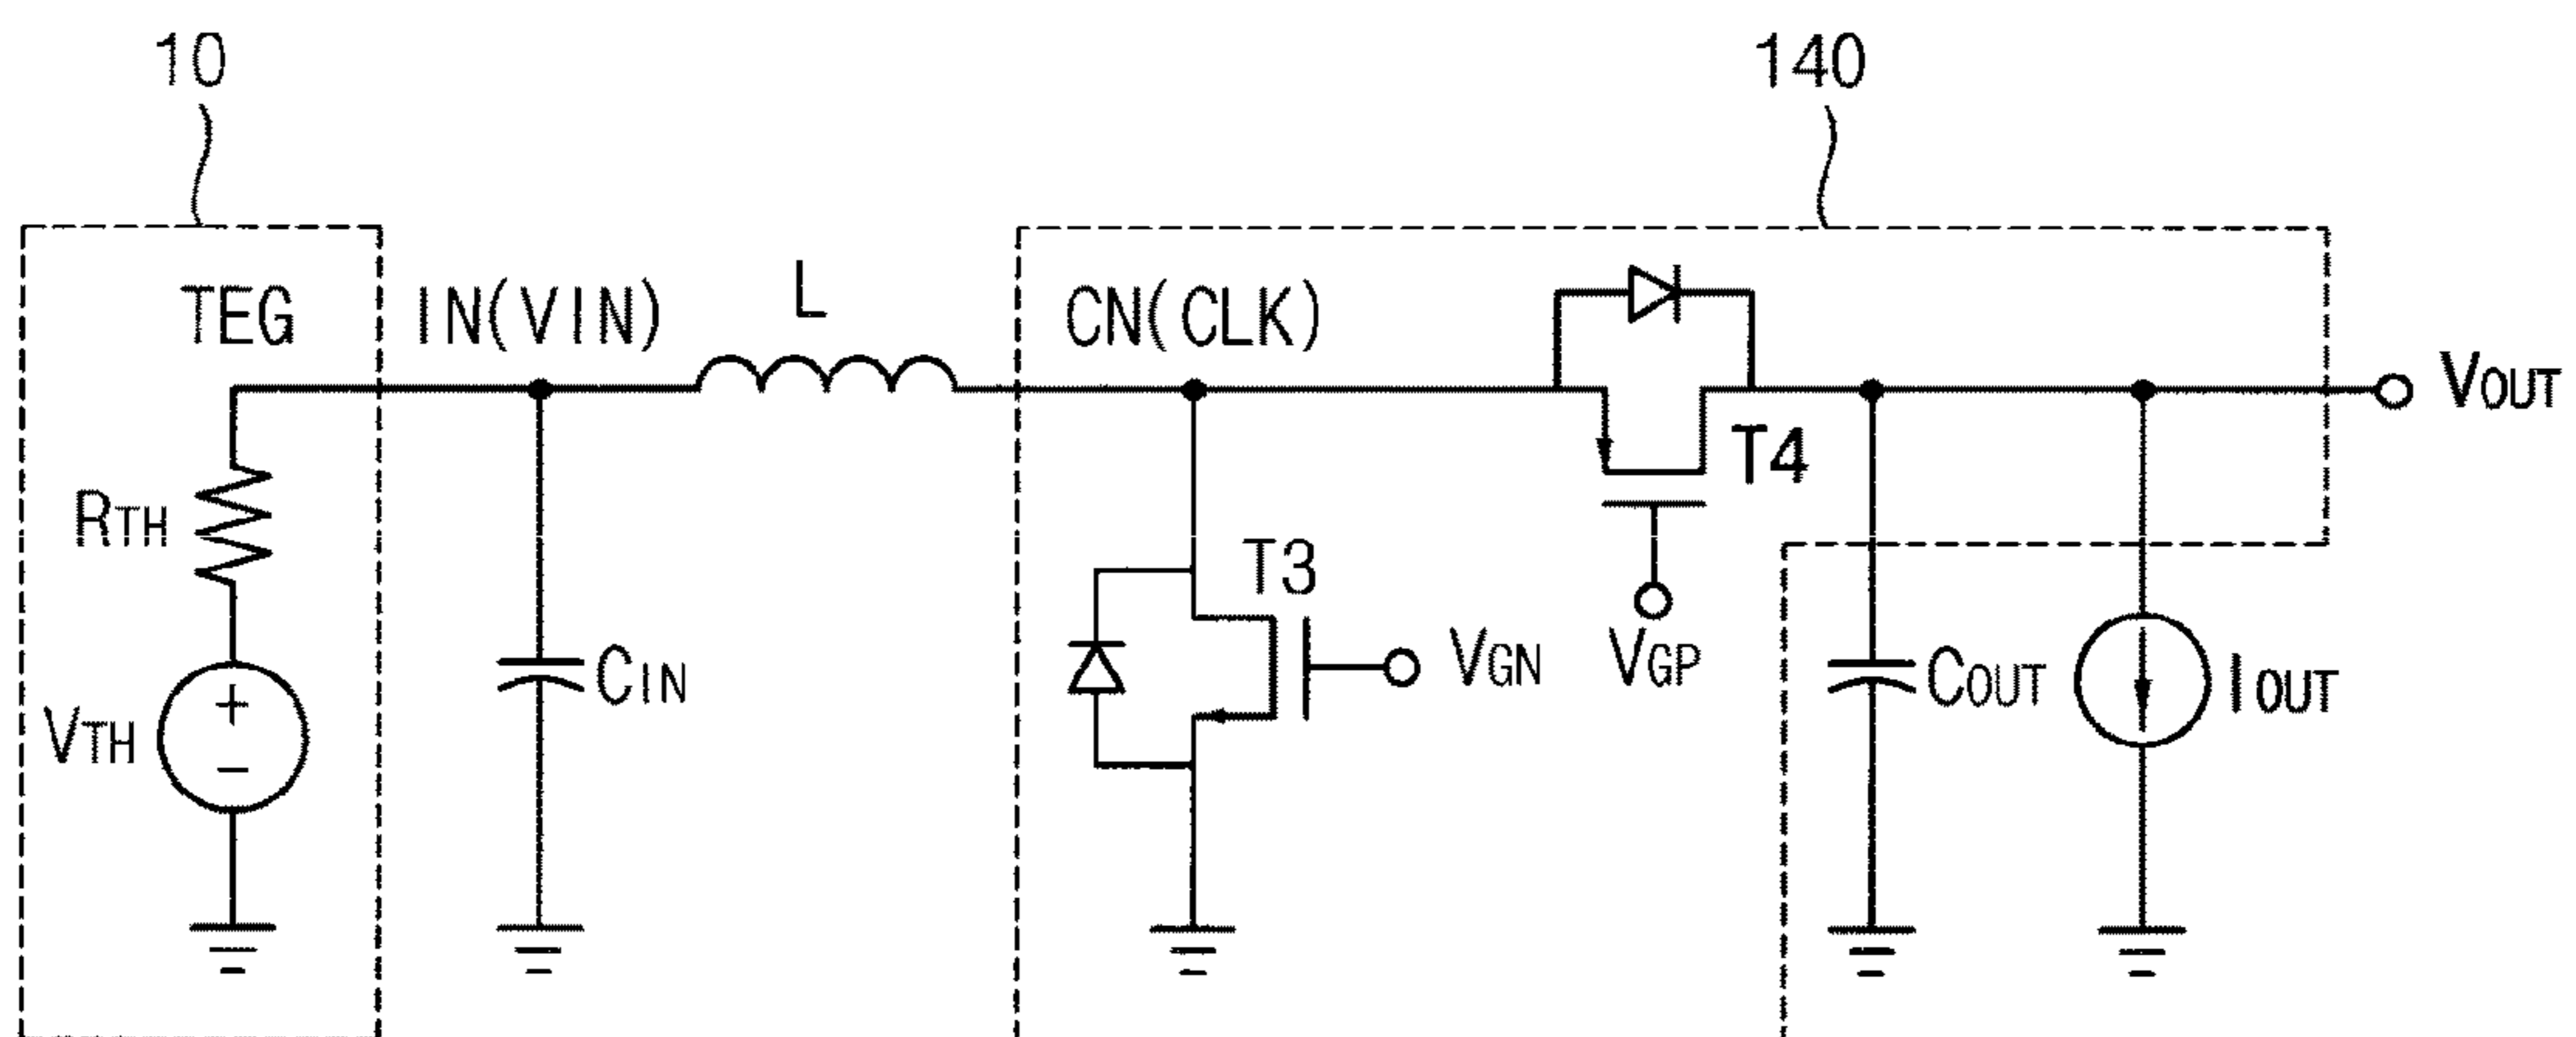 10
140
TEG
IN(VIN)
L
CN(CLK)
VOUT
T4
RTH
T3
VGN
VGP
CIN
COUT
IOUT
VTH
+
−